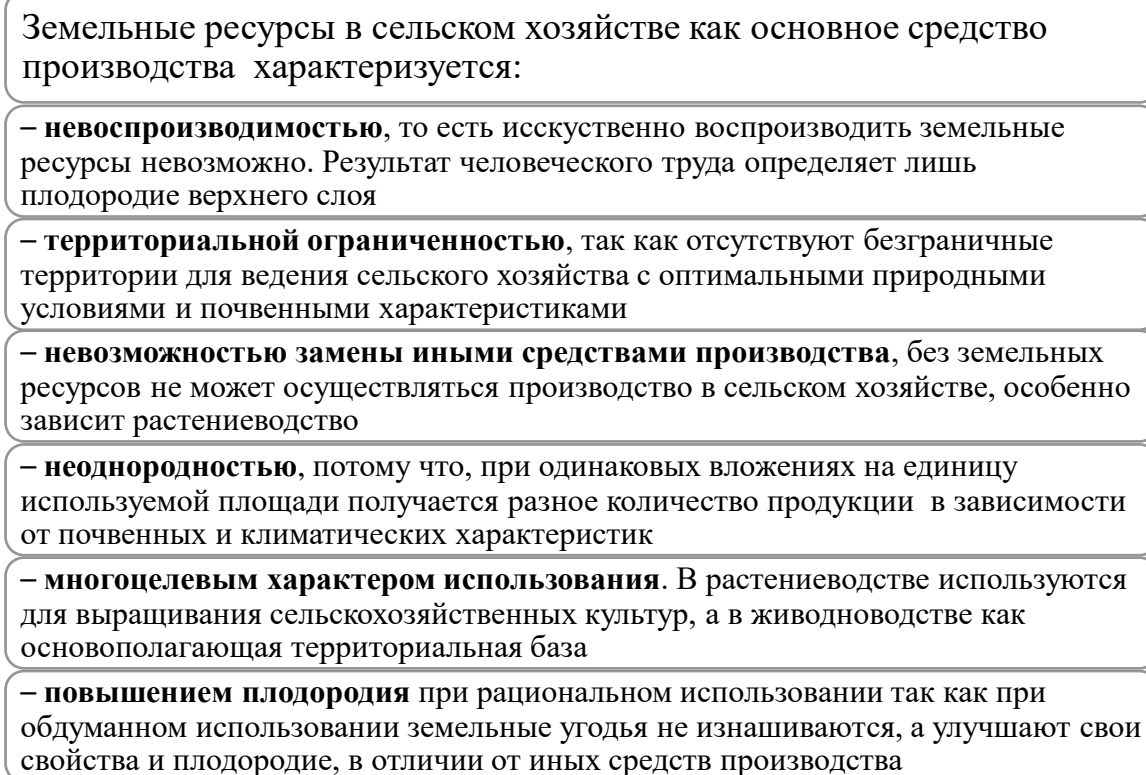 Земельные ресурсы в сельском хозяйстве как основное средство
производства  характеризуется:
– невоспроизводимостью, то есть исскуственно воспроизводить земельные
ресурсы невозможно. Результат человеческого труда определяет лишь
плодородие верхнего слоя
– территориальной ограниченностью, так как отсутствуют безграничные
территории для ведения сельского хозяйства с оптимальными природными
условиями и почвенными характеристиками
– невозможностью замены иными средствами производства, без земельных
ресурсов не может осуществляться производство в сельском хозяйстве, особенно
зависит растениеводство
– неоднородностью, потому что, при одинаковых вложениях на единицу
используемой площади получается разное количество продукции  в зависимости
от почвенных и климатических характеристик
– многоцелевым характером использования. В растениеводстве используются
для выращивания сельскохозяйственных культур, а в живодноводстве как
основополагающая территориальная база
– повышением плодородия при рациональном использовании так как при
обдуманном использовании земельные угодья не изнашиваются, а улучшают свои
свойства и плодородие, в отличии от иных средств производства